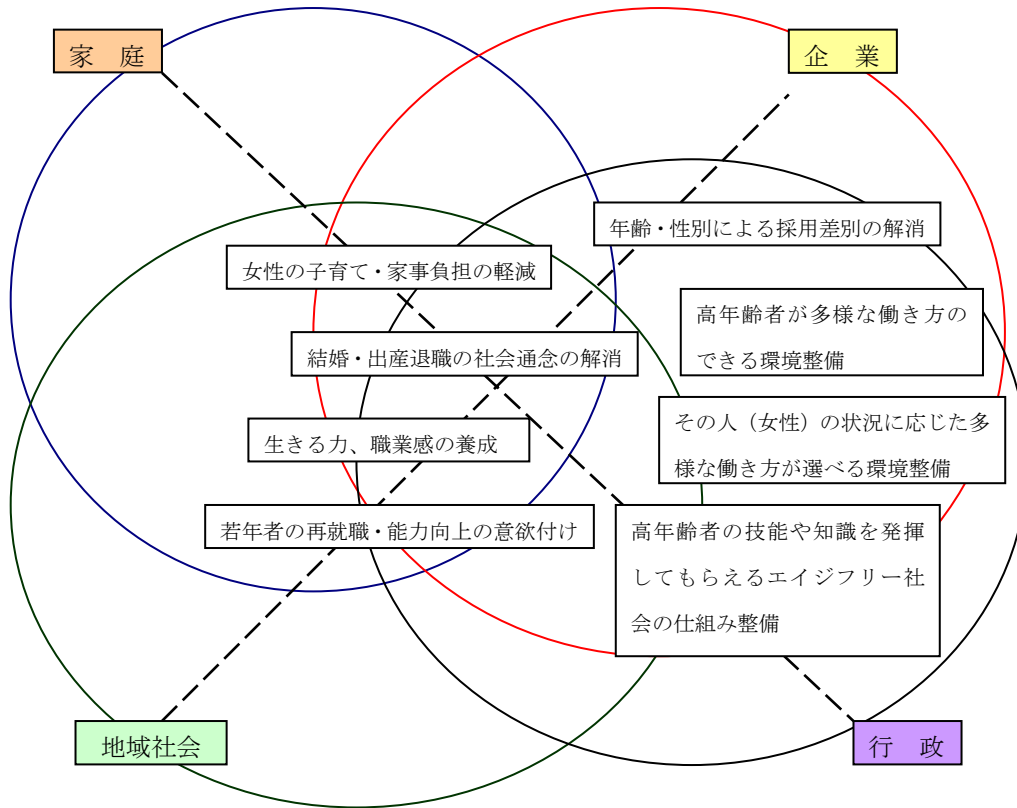 家　庭
企　業
年齢・性別による採用差別の解消
女性の子育て・家事負担の軽減
高年齢者が多様な働き方の
できる環境整備
結婚・出産退職の社会通念の解消
その人（女性）の状況に応じた多
様な働き方が選べる環境整備
生きる力、職業感の養成
若年者の再就職・能力向上の意欲付け
高年齢者の技能や知識を発揮
してもらえるエイジフリー社
会の仕組み整備
地域社会
行　政